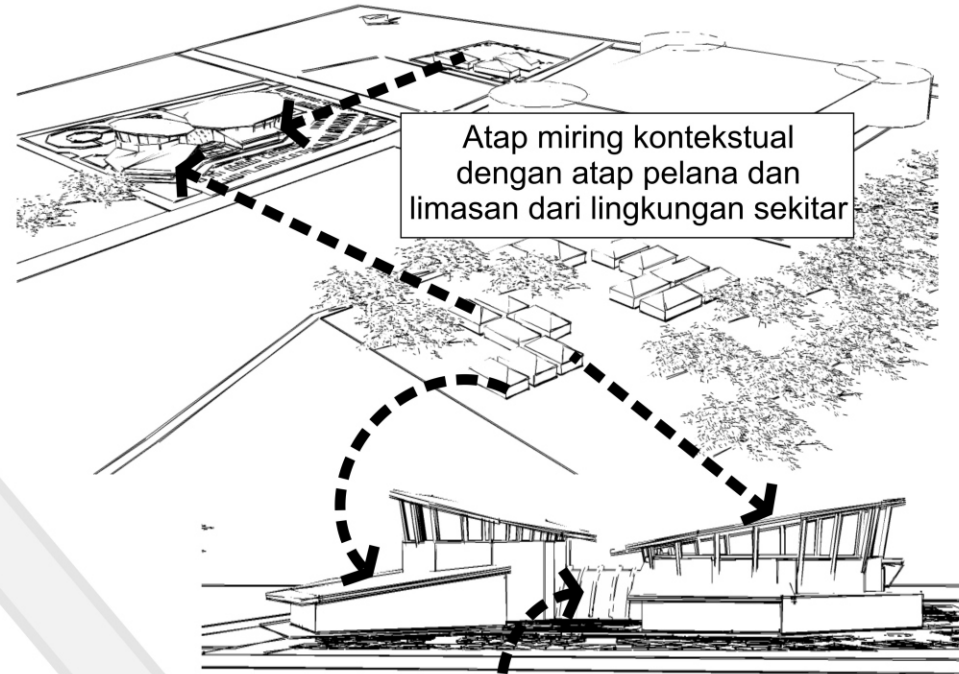 Atap miring kontekstual
dengan atap pelana dan
limasan dari lingkungan sekitar